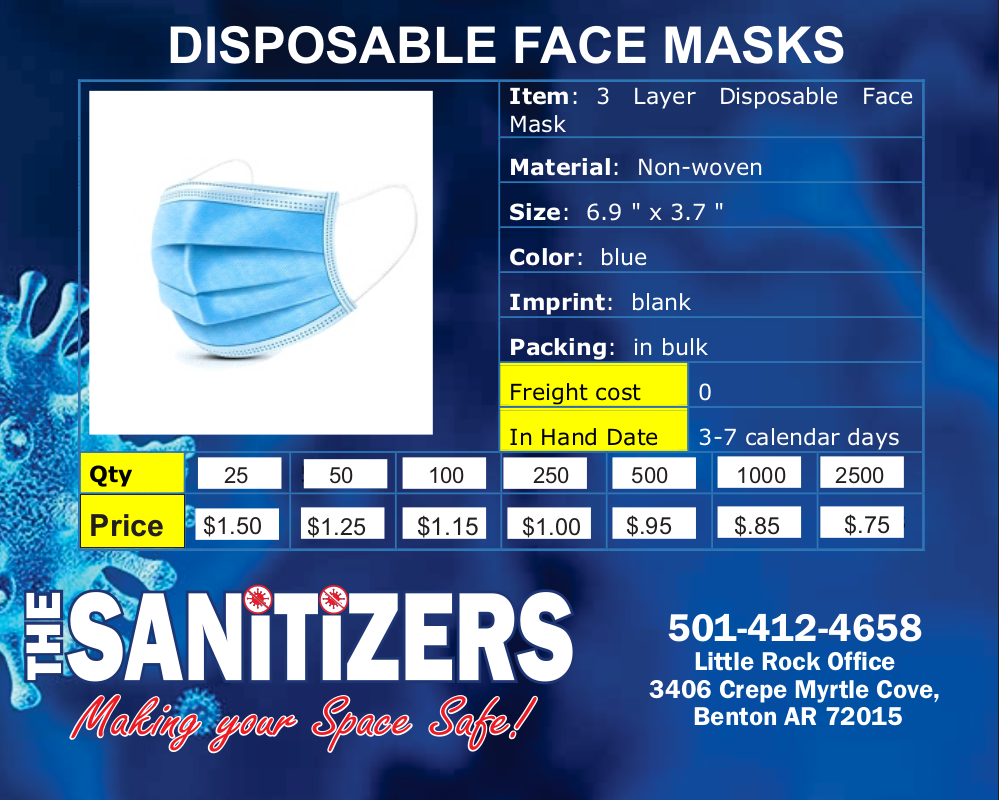 DISPOSABLE FACE MASKS
Item: 3 Layer Disposable Face
Mask
Material: Non-woven
Size: 6.9 " x 3.7 "
Color: blue
Imprint: blank
Packing: in bulk
Freight cost 0
In Hand Date 3-7 calendar days
Qty 25 50 100 250 500 1000 2500
Price $1.50 $1.25 $1.15 $1.00 $.95 $.85 $.75
THE SANiTiZERS
Making your Space Safe!
501-412-4658
Little Rock Office
3406 Crepe Myrtle Cove,
Benton AR 72015